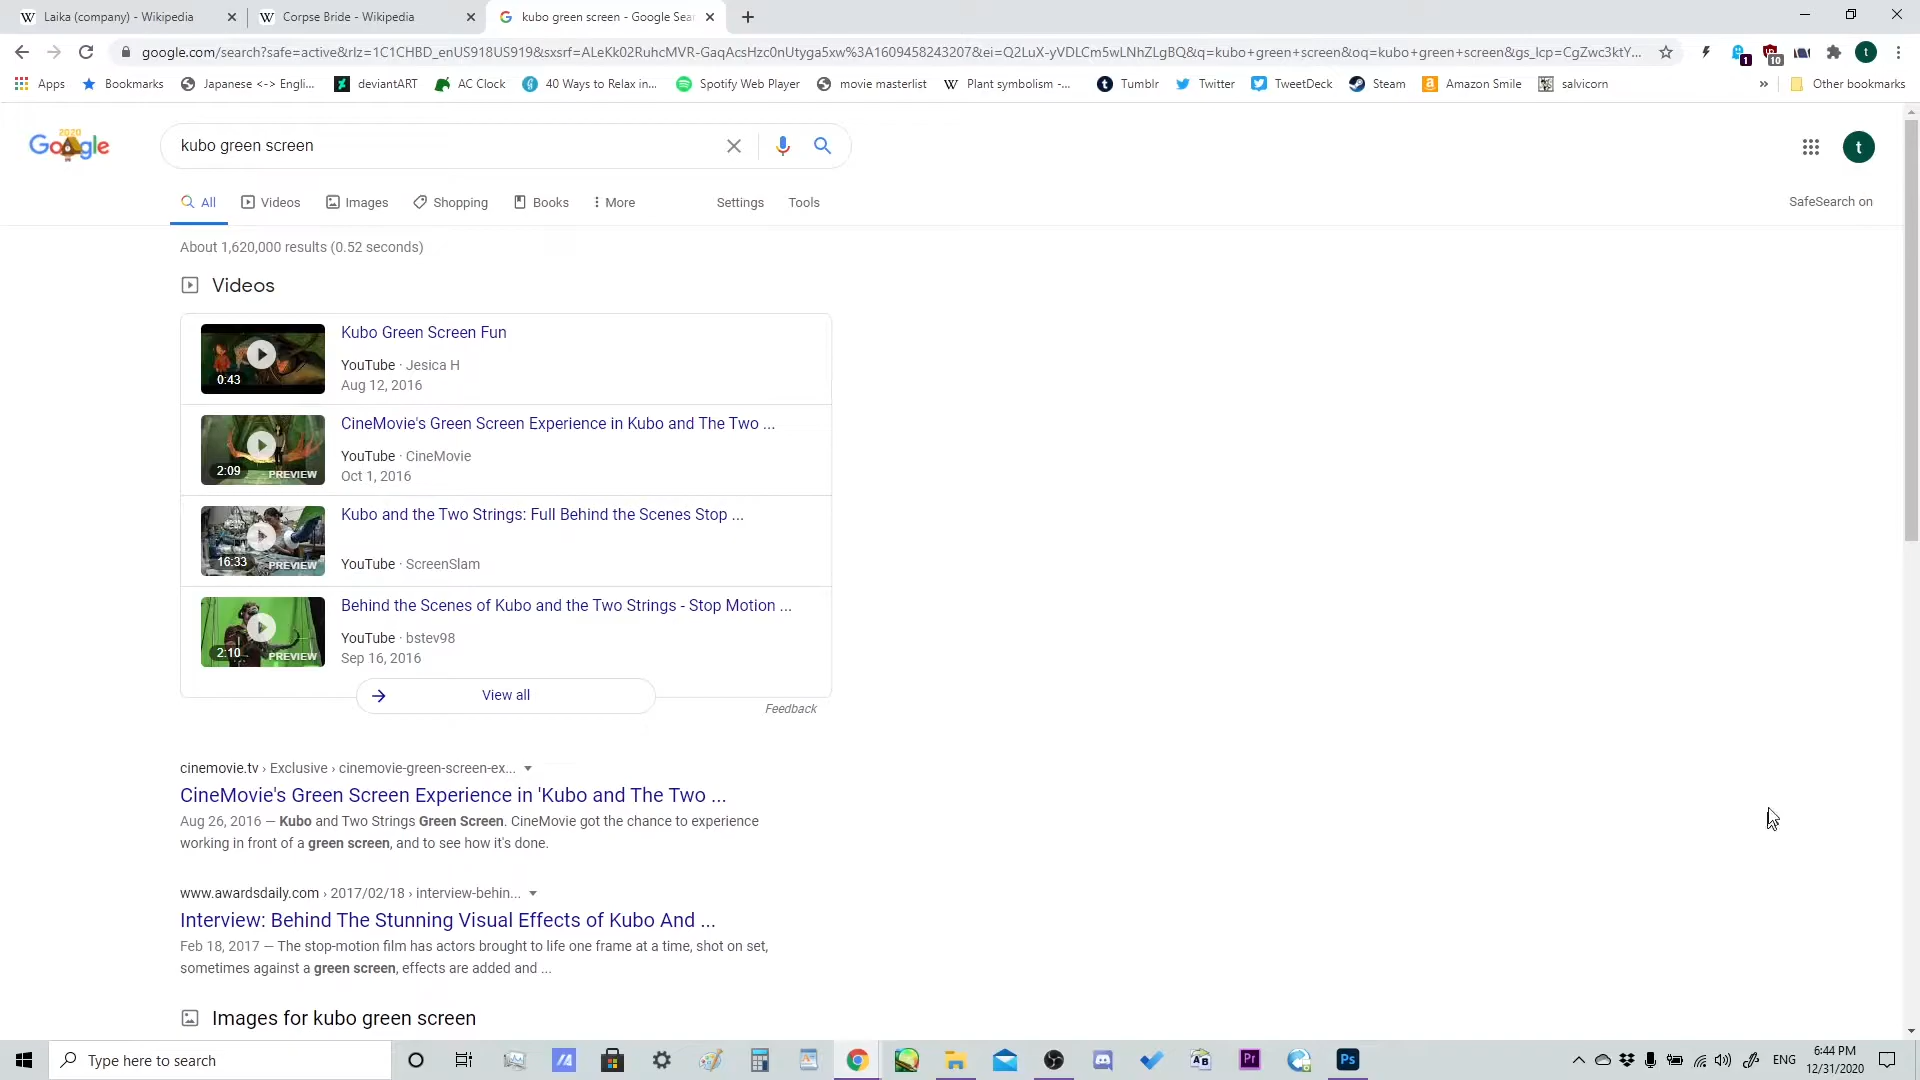 Laika (company) - Wikipedia
Corpse Bride - Wikipedia
kubo green screen - Google Sear
google.com/search?safe=active&rlz=1C1CHBD_enUS918US919&sxsrf=ALeKk02RuhcMVR-GaqAcsHzc0nUtyga5xw%3A1609458243207&ei=Q2LuX-yVDLCm5wLNhZLgBQ&q=kubo+green+screen&oq=kubo+green+screen&gs_lcp=CgZwc3ktY...
1
10
t
Apps
Bookmarks
Japanese <-> Engli...
deviantART
AC Clock
40 Ways to Relax in...
Spotify Web Player
movie masterlist
Plant symbolism -...
Tumblr
Twitter
TweetDeck
Steam
Amazon Smile
salvicorn
»
Other bookmarks
2020
Google
kubo green screen
t
All
Videos
Images
Shopping
Books
More
Settings
Tools
SafeSearch on
About 1,620,000 results (0.52 seconds)
Videos
Kubo Green Screen Fun
YouTube · Jesica H
Aug 12, 2016
0:43
CineMovie's Green Screen Experience in Kubo and The Two ...
YouTube · CineMovie
Oct 1, 2016
2:09
PREVIEW
Kubo and the Two Strings: Full Behind the Scenes Stop ...
YouTube · ScreenSlam
16:33
PREVIEW
Behind the Scenes of Kubo and the Two Strings - Stop Motion ...
YouTube · bstev98
Sep 16, 2016
2:10
PREVIEW
View all
Feedback
cinemovie.tv › Exclusive › cinemovie-green-screen-ex...
CineMovie's Green Screen Experience in 'Kubo and The Two ...
Aug 26, 2016 — Kubo and Two Strings Green Screen. CineMovie got the chance to experience
working in front of a green screen, and to see how it's done.
www.awardsdaily.com › 2017/02/18 › interview-behin...
Interview: Behind The Stunning Visual Effects of Kubo And ...
Feb 18, 2017 — The stop-motion film has actors brought to life one frame at a time, shot on set,
sometimes against a green screen, effects are added and ...
Images for kubo green screen
Type here to search
Pr
Ps
ENG
6:44 PM
12/31/2020